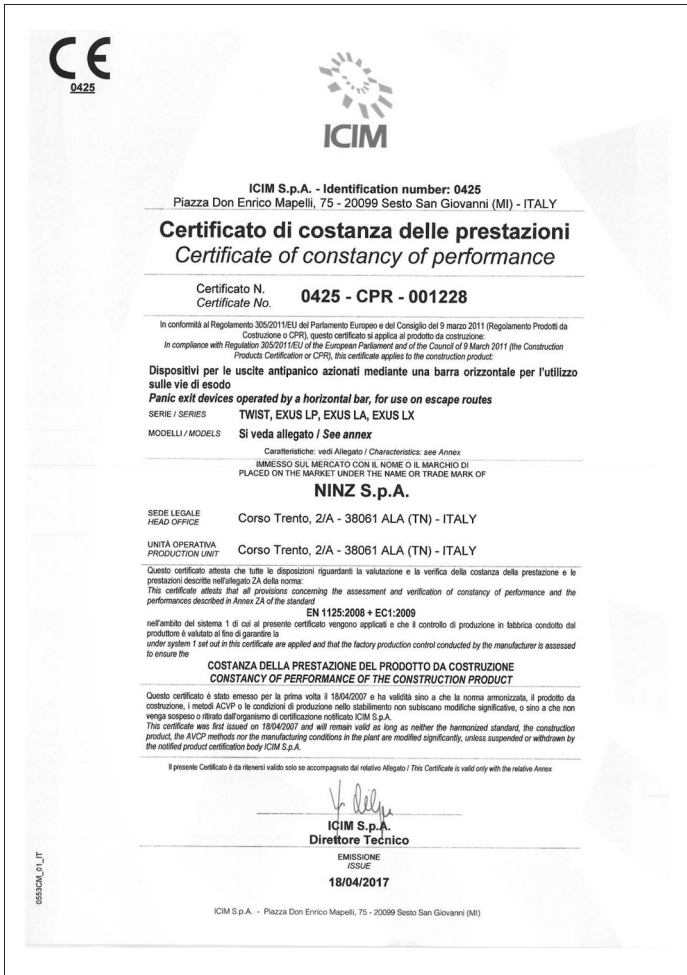 CE
0425
ICIM
ICIM S.p.A. - Identification number: 0425
Piazza Don Enrico Mapelli, 75 - 20099 Sesto San Giovanni (MI) - ITALY
Certificato di costanza delle prestazioni
Certificate of constancy of performance
Certificato N.
Certificate No.
0425 - CPR - 001228
In conformità al Regolamento 305/2011/EU del Parlamento Europeo e del Consiglio del 9 marzo 2011 (Regolamento Prodotti da
Costruzione o CPR), questo certificato si applica al prodotto da costruzione:
In compliance with Regulation 305/2011/EU of the European Parliament and of the Council of 9 March 2011 (the Construction
Products Certification or CPR), this certificate applies to the construction product:
Dispositivi per le uscite antipanico azionati mediante una barra orizzontale per l'utilizzo
sulle vie di esodo
Panic exit devices operated by a horizontal bar, for use on escape routes
SERIE / SERIES TWIST, EXUS LP, EXUS LA, EXUS LX
MODELLI / MODELS Si veda allegato / See annex
Caratteristiche: vedi Allegato / Characteristics: see Annex
IMMESSO SUL MERCATO CON IL NOME O IL MARCHIO DI
PLACED ON THE MARKET UNDER THE NAME OR TRADE MARK OF
NINZ S.p.A.
SEDE LEGALE
HEAD OFFICE
Corso Trento, 2/A - 38061 ALA (TN) - ITALY
UNITÀ OPERATIVA
PRODUCTION UNIT
Corso Trento, 2/A - 38061 ALA (TN) - ITALY
Questo certificato attesta che tutte le disposizioni riguardanti la valutazione e la verifica della costanza della prestazione e le
prestazioni descritte nell'allegato ZA della norma:
This certificate attests that all provisions concerning the assessment and verification of constancy of performance and the
performances described in Annex ZA of the standard
EN 1125:2008 + EC1:2009
nell'ambito del sistema 1 di cui al presente certificato vengono applicati e che il controllo di produzione in fabbrica condotto dal
produttore è valutato al fine di garantire la
under system 1 set out in this certificate are applied and that the factory production control conducted by the manufacturer is assessed
to ensure the
COSTANZA DELLA PRESTAZIONE DEL PRODOTTO DA COSTRUZIONE
CONSTANCY OF PERFORMANCE OF THE CONSTRUCTION PRODUCT
Questo certificato è stato emesso per la prima volta il 18/04/2007 e ha validità sino a che la norma armonizzata, il prodotto da
costruzione, i metodi ACVP o le condizioni di produzione nello stabilimento non subiscano modifiche significative, o sino a che non
venga sospeso o ritirato dall'organismo di certificazione notificato ICIM S.p.A.
This certificate was first issued on 18/04/2007 and will remain valid as long as neither the harmonized standard, the construction
product, the AVCP methods nor the manufacturing conditions in the plant are modified significantly, unless suspended or withdrawn by
the notified product certification body ICIM S.p.A.
Il presente Certificato è da ritenersi valido solo se accompagnato dal relativo Allegato / This Certificate is valid only with the relative Annex
ICIM S.p.A.
Direttore Tecnico
EMISSIONE
ISSUE
18/04/2017
0553CM_01_IT
ICIM S.p.A. - Piazza Don Enrico Mapelli, 75 - 20099 Sesto San Giovanni (MI)